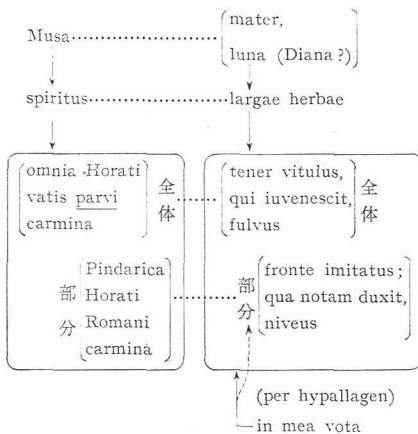 Musa mater,
luna (Diana ?)
spiritus largae herbae
omnia Horati
vatis parvi
carmina
全体
tener vitulus,
qui iuvenescit,
fulvus
全体
部分
Pindarica
Horati
Romani
carmina
部分
fronte imitatus ;
qua notam duxit,
niveus
(per hypallagen)
in mea vota